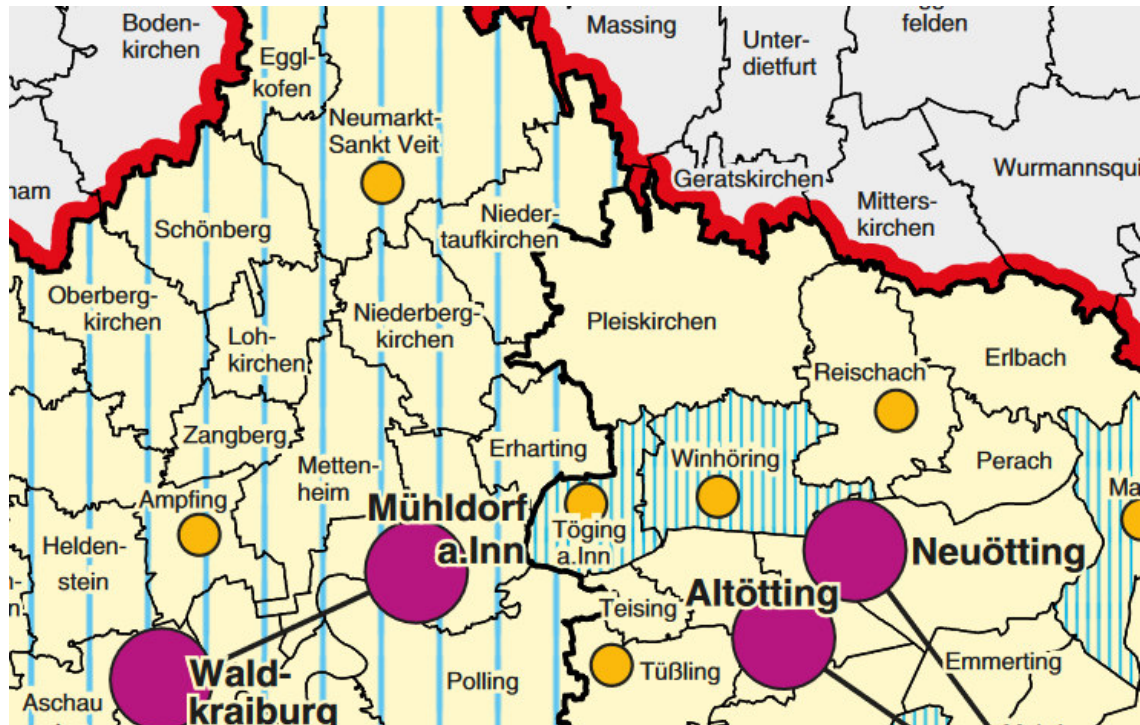 Boden-
kirchen
Eggl-
kofen
Massing
Unter-
dietfurt
felden
Neumarkt-
Sankt Veit
Wurmannsqui
Geratskirchen
Mitters-
kirchen
ham
Schönberg
Nieder-
taufkirchen
Oberberg-
kirchen
Loh-
kirchen
Niederberg-
kirchen
Pleiskirchen
Erlbach
Reischach
Zangberg
Metten-
heim
Erharting
Winhöring
Perach
Ampfing
Mühldorf
a.Inn
Töging
a.Inn
Ma
Helden-
stein
Neuötting
Altötting
Teising
Tüßling
Emmerting
Wald-
kraiburg
Aschau
Polling